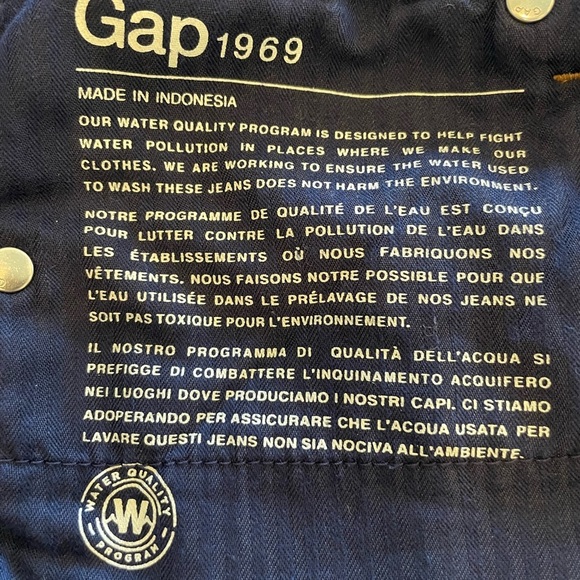 Gap 1969
MADE IN INDONESIA
OUR WATER QUALITY PROGRAM IS DESIGNED TO HELP FIGHT
WATER POLLUTION IN PLACES WHERE WE MAKE OUR
CLOTHES. WE ARE WORKING TO ENSURE THE WATER USED
TO WASH THESE JEANS DOES NOT HARM THE ENVIRONMENT.
NOTRE PROGRAMME DE QUALITÉ DE L'EAU EST CONÇU
POUR LUTTER CONTRE LA POLLUTION DE L'EAU DANS
LES ÉTABLISSEMENTS OÙ NOUS FABRIQUONS NOS
VÊTEMENTS. NOUS FAISONS NOTRE POSSIBLE POUR QUE
L'EAU UTILISÉE DANS LE PRÉLAVAGE DE NOS JEANS NE
SOIT PAS TOXIQUE POUR L'ENVIRONNEMENT.
IL NOSTRO PROGRAMMA DI QUALITÀ DELL'ACQUA SI
PREFIGGE DI COMBATTERE L'INQUINAMENTO ACQUIFERO
NEI LUOGHI DOVE PRODUCIAMO I NOSTRI CAPI. CI STIAMO
ADOPERANDO PER ASSICURARE CHE L'ACQUA USATA PER
LAVARE QUESTI JEANS NON SIA NOCIVA ALL'AMBIENTE.
WATER QUALITY
W
PROGRAM